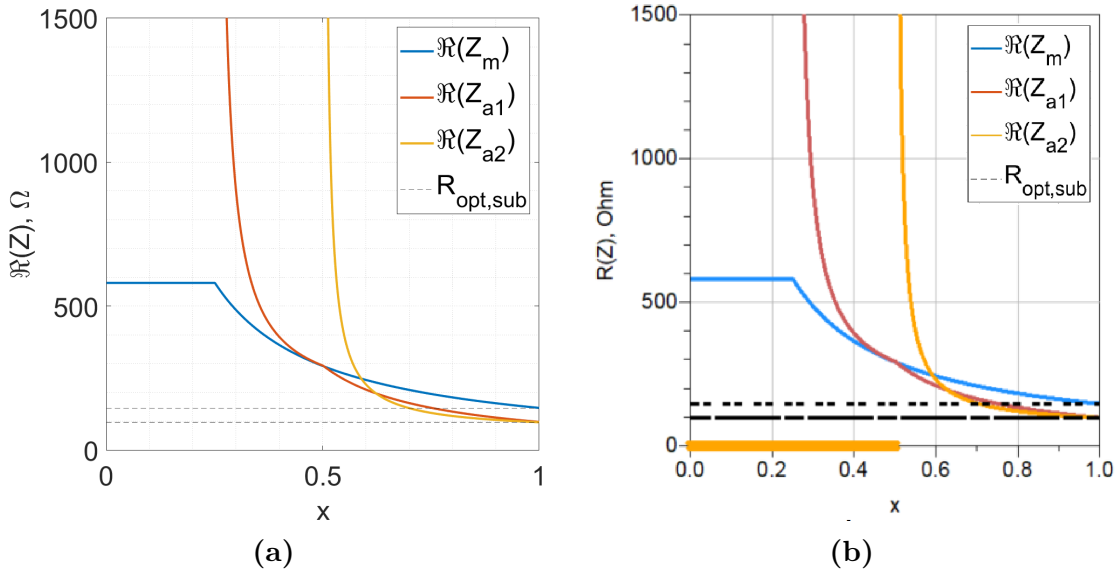 1500
1000
500
0
ℜ(Z), Ω
ℜ(Z_m)
ℜ(Z_a1)
ℜ(Z_a2)
R_opt,sub
0
0.5
1
x
(a)
1500
1000
500
0
R(Z), Ohm
ℜ(Z_m)
ℜ(Z_a1)
ℜ(Z_a2)
R_opt,sub
0.0
0.2
0.4
0.6
0.8
1.0
x
(b)